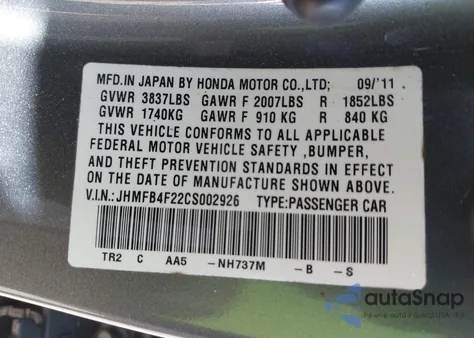 MFD.IN JAPAN BY HONDA MOTOR CO.,LTD; 09/'11
GVWR 3837LBS GAWR F 2007LBS R 1852LBS
GVWR 1740KG GAWR F 910 KG R 840 KG
THIS VEHICLE CONFORMS TO ALL APPLICABLE
FEDERAL MOTOR VEHICLE SAFETY ,BUMPER,
AND THEFT PREVENTION STANDARDS IN EFFECT
ON THE DATE OF MANUFACTURE SHOWN ABOVE.
V.I.N.: JHMFB4F22CS002926 TYPE:PASSENGER CAR
TR2 C AA5 -NH737M -B -S
autoSnap